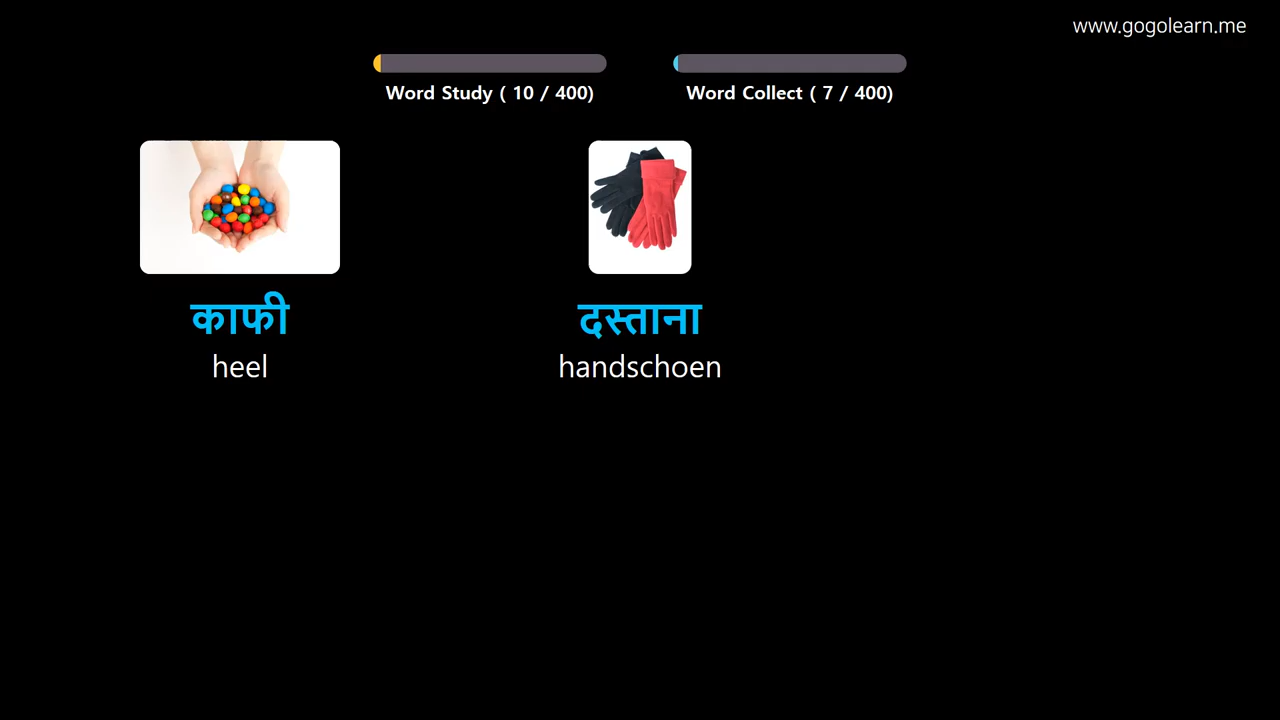 www.gogolearn.me
Word Study ( 10 / 400)
Word Collect ( 7 / 400)
काफी
दस्ताना
heel
handschoen